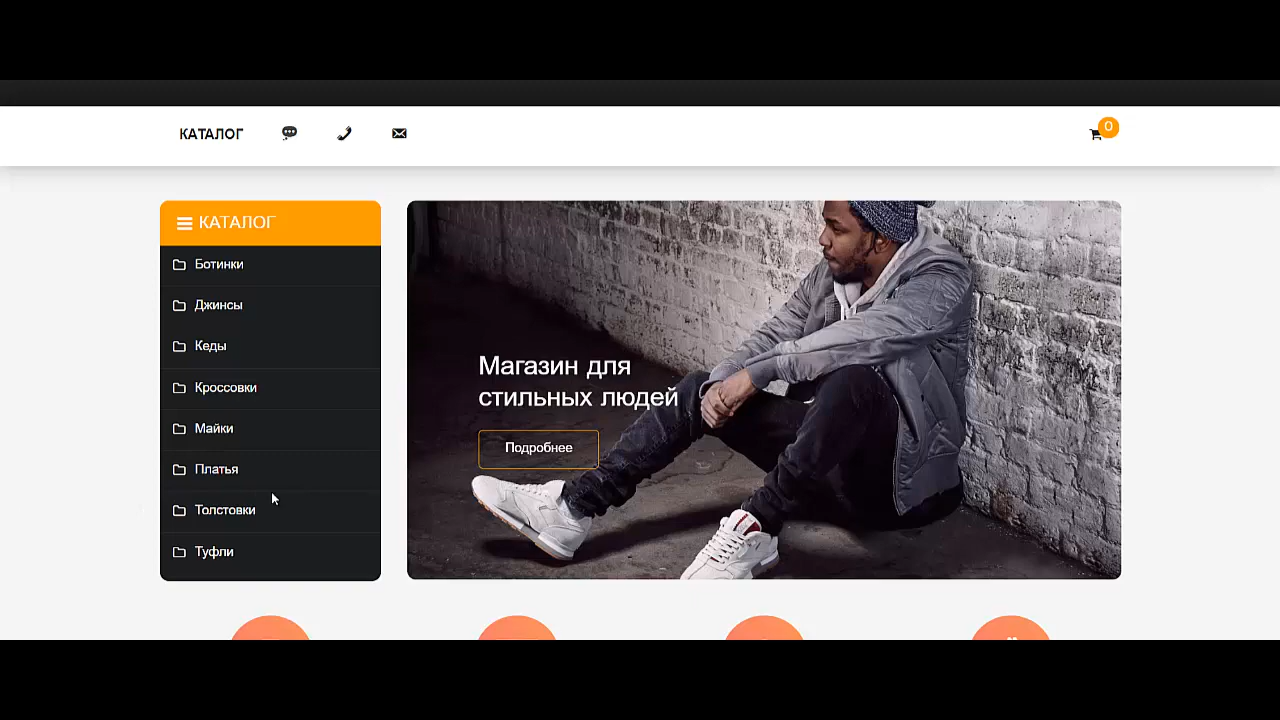 КАТАЛОГ
0
КАТАЛОГ
Ботинки
Джинсы
Кеды
Кроссовки
Майки
Платья
Толстовки
Туфли
Магазин для
стильных людей
Подробнее